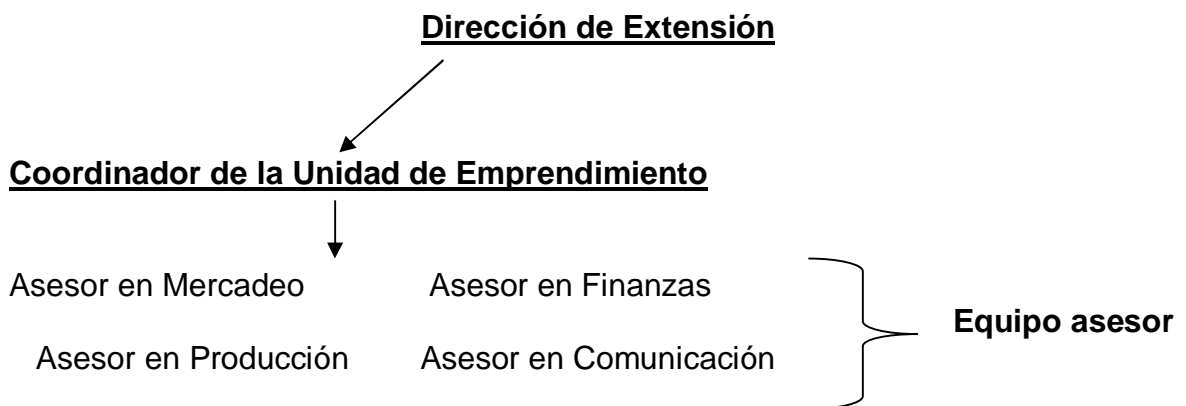 Dirección de Extensión
Coordinador de la Unidad de Emprendimiento
Asesor en Mercadeo Asesor en Finanzas
Equipo asesor
Asesor en Producción Asesor en Comunicación